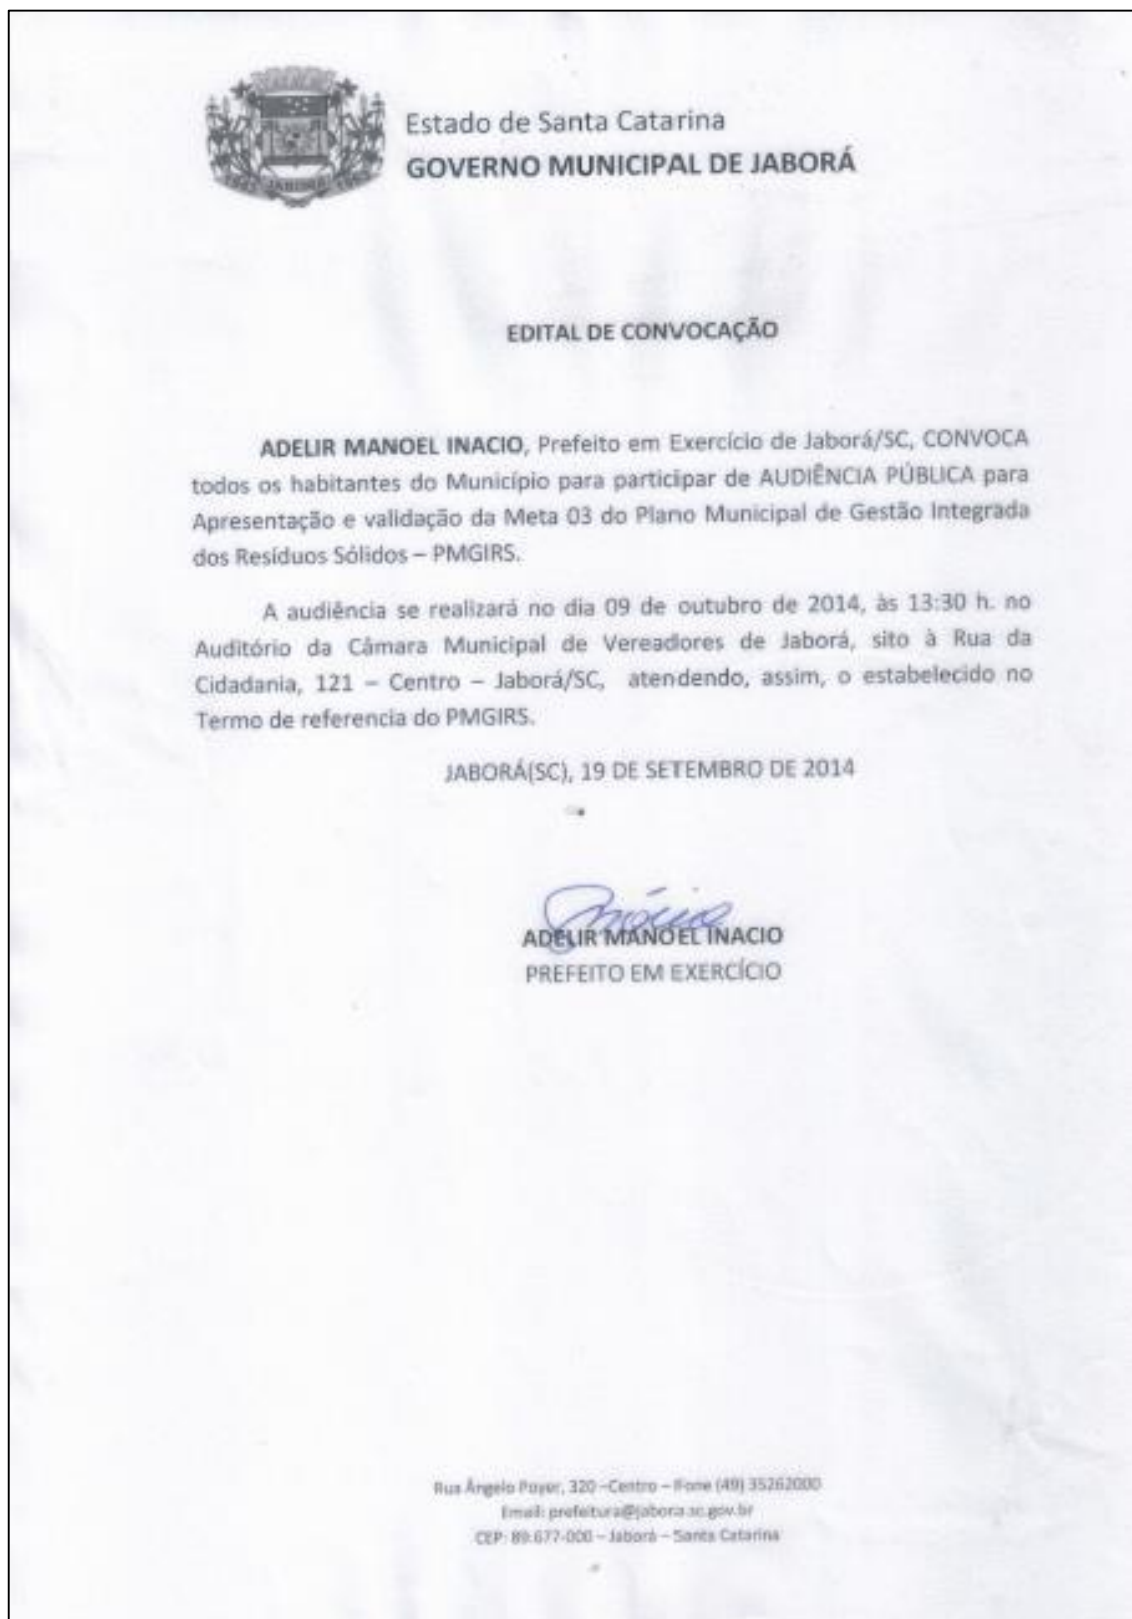 Estado de Santa Catarina
GOVERNO MUNICIPAL DE JABORÁ
JABORÁ
EDITAL DE CONVOCAÇÃO
ADELIR MANOEL INACIO, Prefeito em Exercício de Jaborá/SC, CONVOCA
todos os habitantes do Município para participar de AUDIÊNCIA PÚBLICA para
Apresentação e validação da Meta 03 do Plano Municipal de Gestão Integrada
dos Resíduos Sólidos – PMGIRS.
A audiência se realizará no dia 09 de outubro de 2014, às 13:30 h. no
Auditório da Câmara Municipal de Vereadores de Jaborá, sito à Rua da
Cidadania, 121 – Centro – Jaborá/SC, atendendo, assim, o estabelecido no
Termo de referencia do PMGIRS.
JABORÁ(SC), 19 DE SETEMBRO DE 2014
ADELIR MANOEL INACIO
PREFEITO EM EXERCÍCIO
Rua Ângelo Poyer, 320 –Centro – Fone (49) 35262000
Email: prefeitura@jabora.sc.gov.br
CEP: 89.677-000 – Jaborá – Santa Catarina